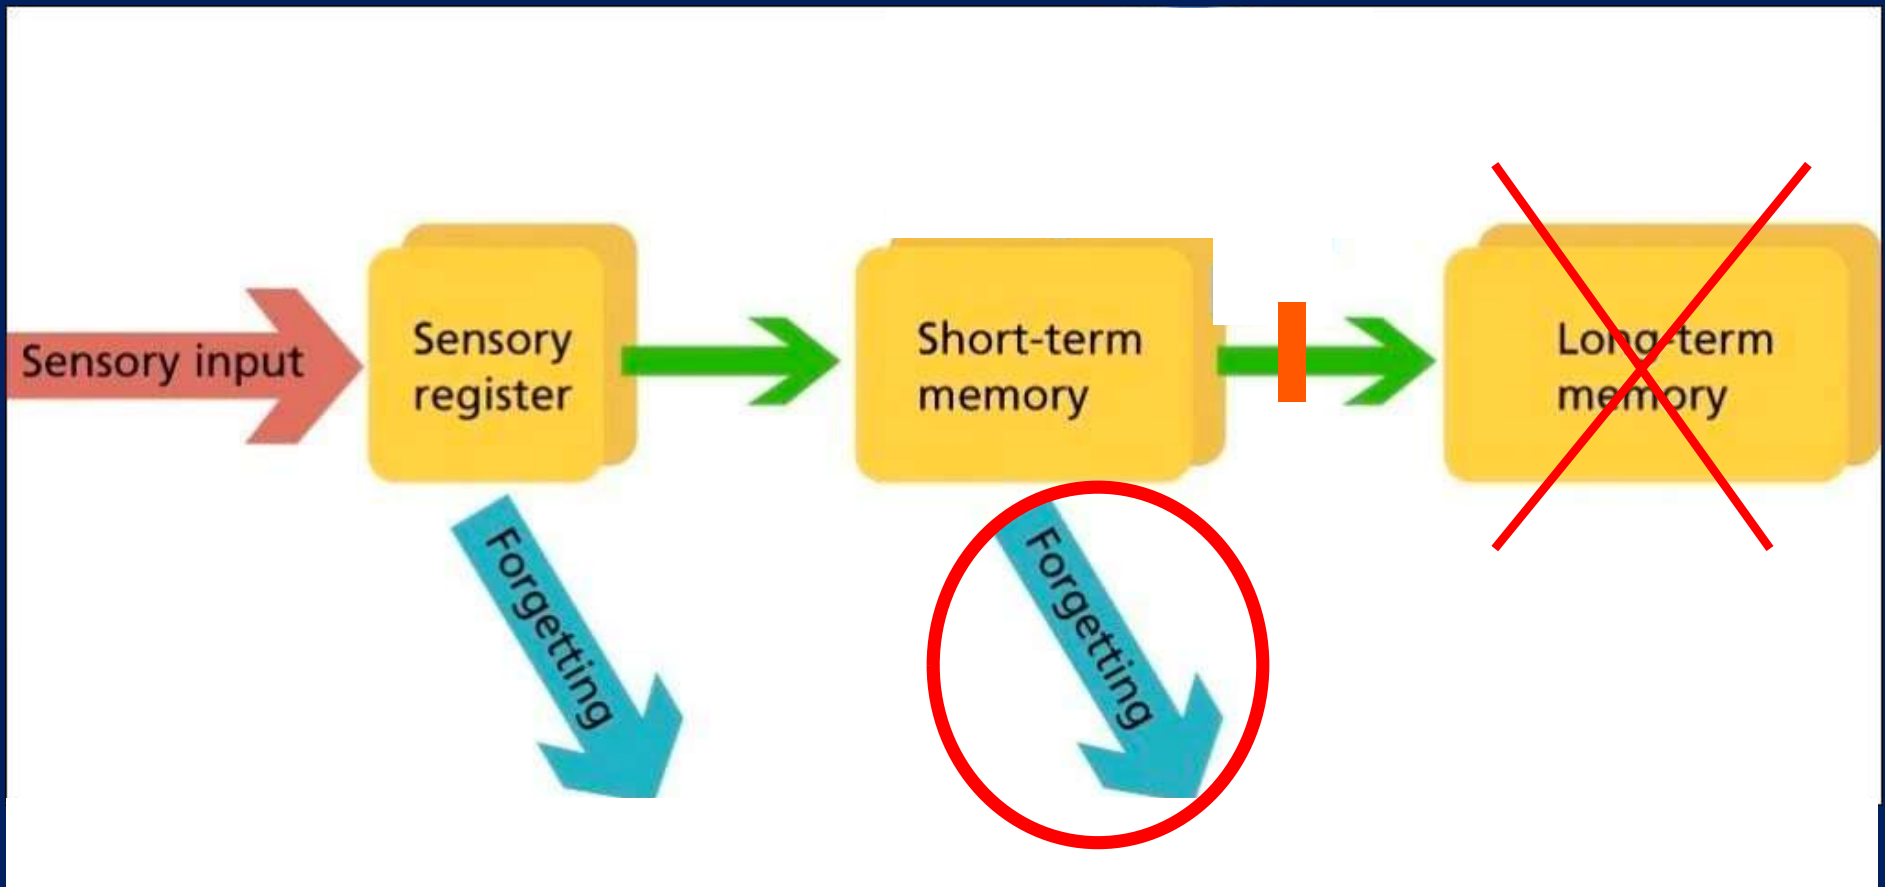 Sensory input
Sensory
register
Short-term
memory
Long-term
memory
Forgetting
Forgetting